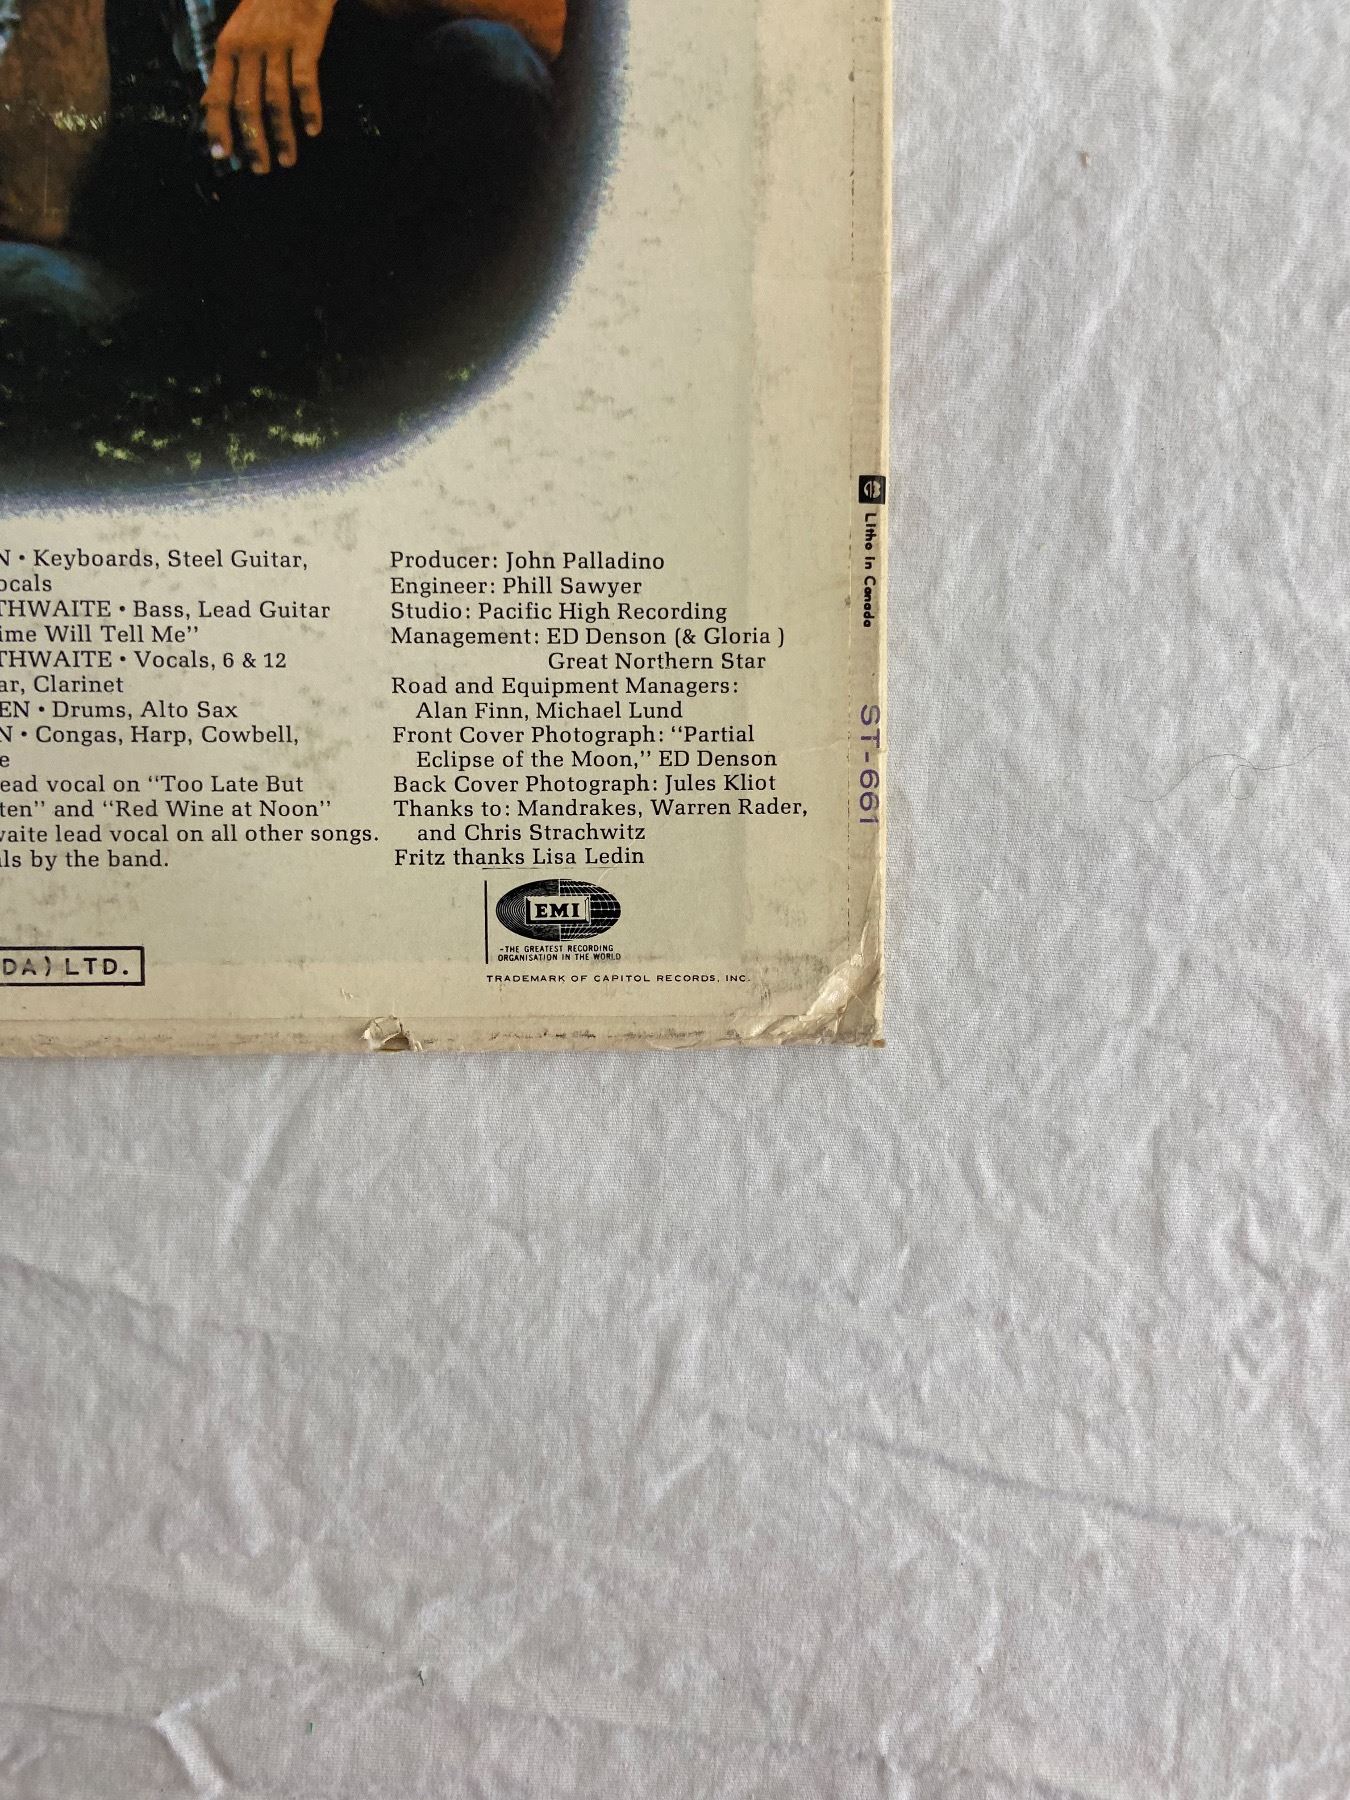 N • Keyboards, Steel Guitar,
ocals
THWAITE • Bass, Lead Guitar
ime Will Tell Me”
THWAITE • Vocals, 6 & 12
ar, Clarinet
EN • Drums, Alto Sax
N • Congas, Harp, Cowbell,
e
ead vocal on “Too Late But
ten” and “Red Wine at Noon”
waite lead vocal on all other songs.
ls by the band.
DA) LTD.
Producer: John Palladino
Engineer: Phill Sawyer
Studio: Pacific High Recording
Management: ED Denson (& Gloria )
Great Northern Star
Road and Equipment Managers:
Alan Finn, Michael Lund
Front Cover Photograph: “Partial
Eclipse of the Moon,” ED Denson
Back Cover Photograph: Jules Kliot
Thanks to: Mandrakes, Warren Rader,
and Chris Strachwitz
Fritz thanks Lisa Ledin
EMI
-THE GREATEST RECORDING
ORGANISATION IN THE WORLD
TRADEMARK OF CAPITOL RECORDS, INC.
Litho In Canada
ST-661